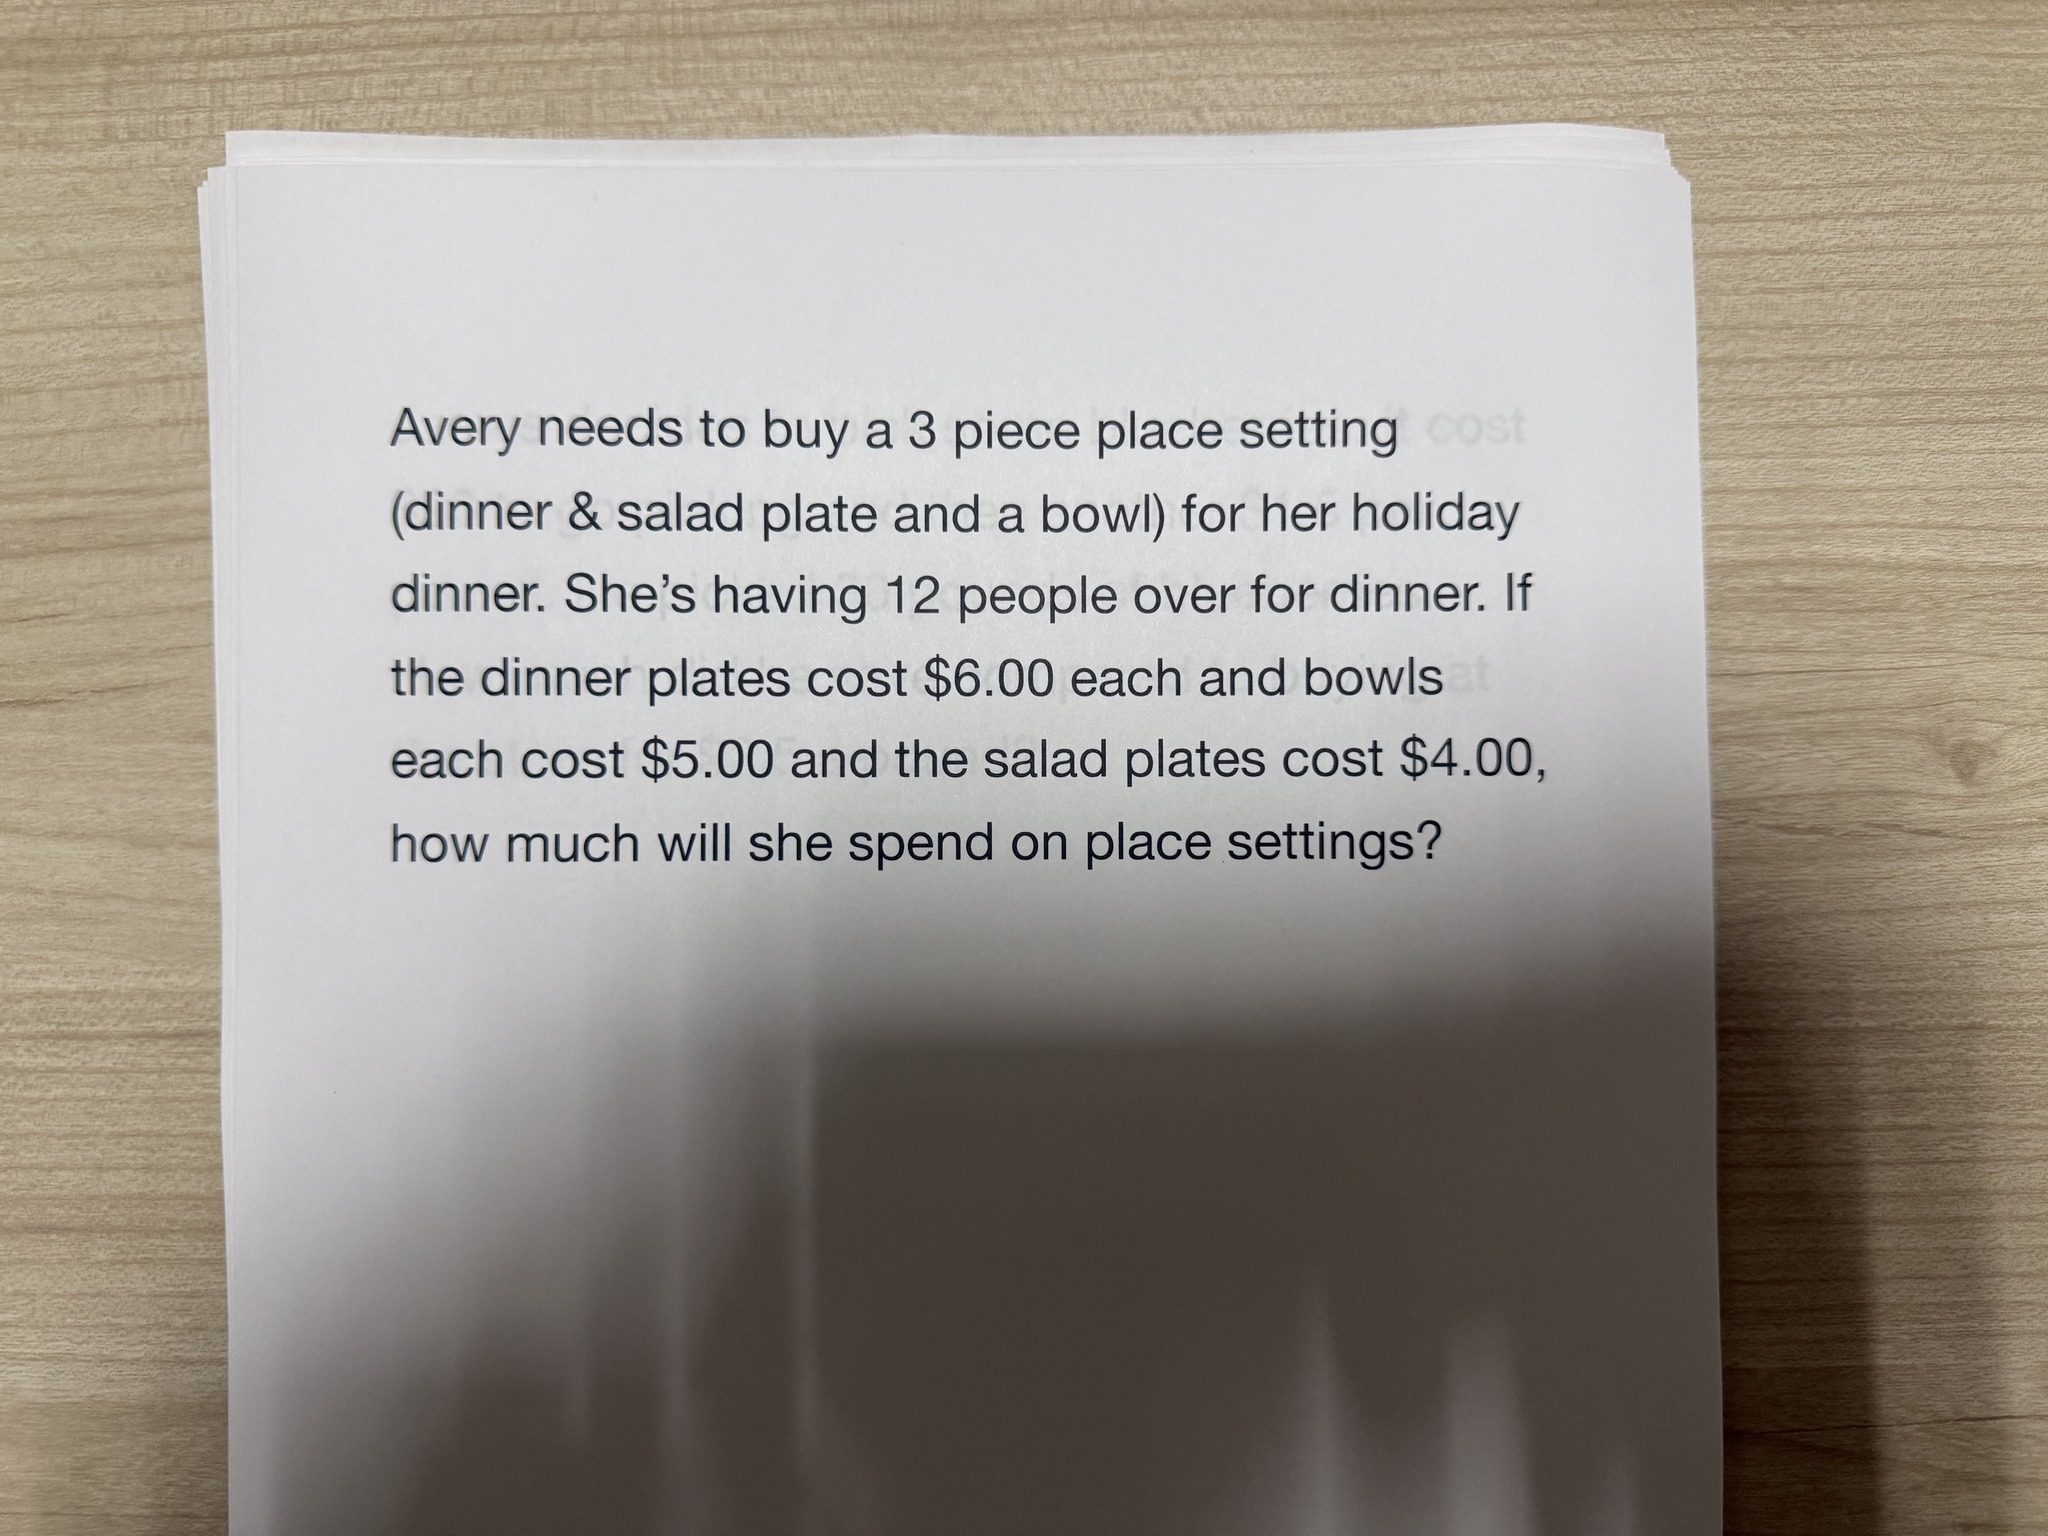 Avery needs to buy a 3 piece place setting
(dinner & salad plate and a bowl) for her holiday
dinner. She’s having 12 people over for dinner. If
the dinner plates cost $6.00 each and bowls
each cost $5.00 and the salad plates cost $4.00,
how much will she spend on place settings?